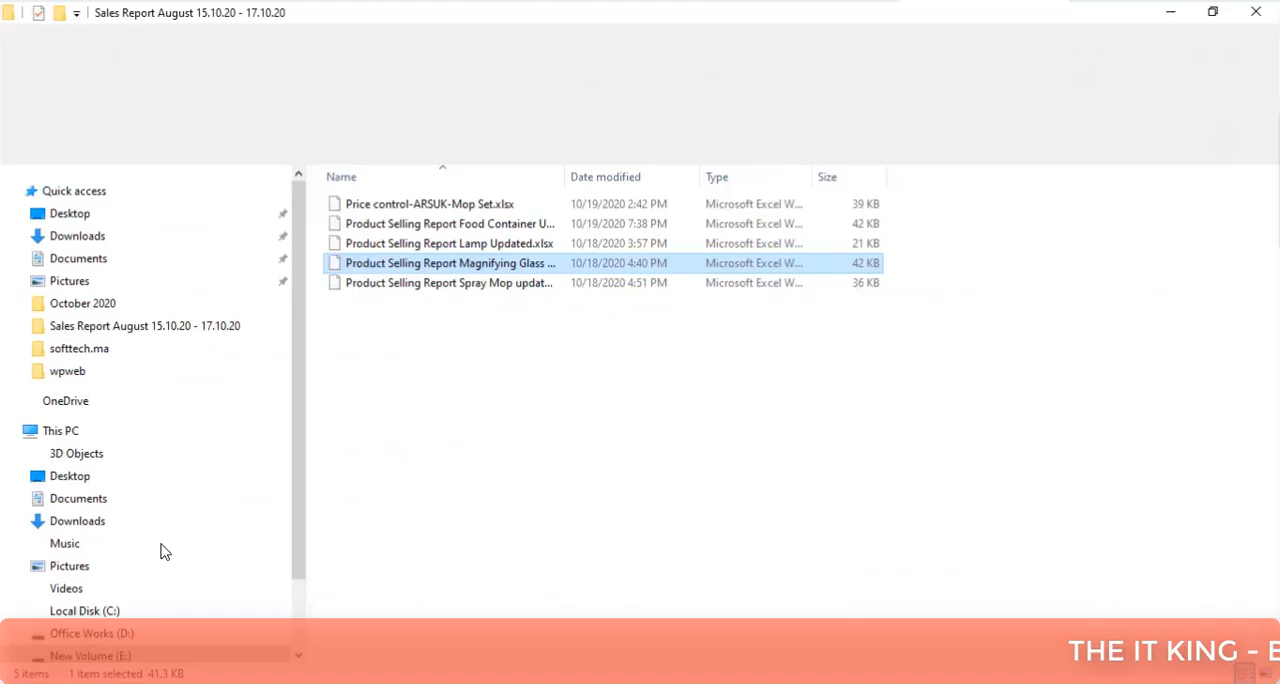 Sales Report August 15.10.20 - 17.10.20
Name Date modified Type Size
Price control-ARSUK-Mop Set.xlsx 10/19/2020 2:42 PM Microsoft Excel W... 39 KB
Product Selling Report Food Container U... 10/19/2020 7:38 PM Microsoft Excel W... 42 KB
Product Selling Report Lamp Updated.xlsx 10/18/2020 3:57 PM Microsoft Excel W... 21 KB
Product Selling Report Magnifying Glass ... 10/18/2020 4:40 PM Microsoft Excel W... 42 KB
Product Selling Report Spray Mop updat... 10/18/2020 4:51 PM Microsoft Excel W... 36 KB
Quick access
Desktop
Downloads
Documents
Pictures
October 2020
Sales Report August 15.10.20 - 17.10.20
softtech.ma
wpweb
OneDrive
This PC
3D Objects
Desktop
Documents
Downloads
Music
Pictures
Videos
Local Disk (C:)
Office Works (D:)
New Volume (E:)
5 items 1 item selected 41.3 KB
THE IT KING - E